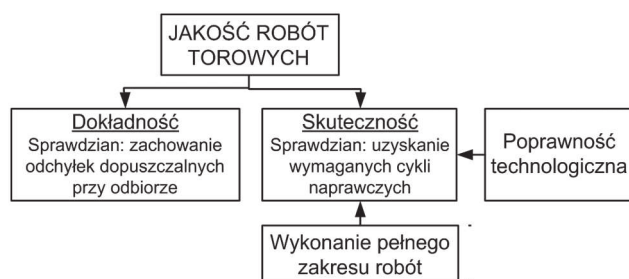 JAKOŚĆ ROBÓT
TOROWYCH
Dokładność
Sprawdzian: zachowanie
odchyłek dopuszczalnych
przy odbiorze
Skuteczność
Sprawdzian: uzyskanie
wymaganych cykli
naprawczych
Poprawność
technologiczna
Wykonanie pełnego
zakresu robót